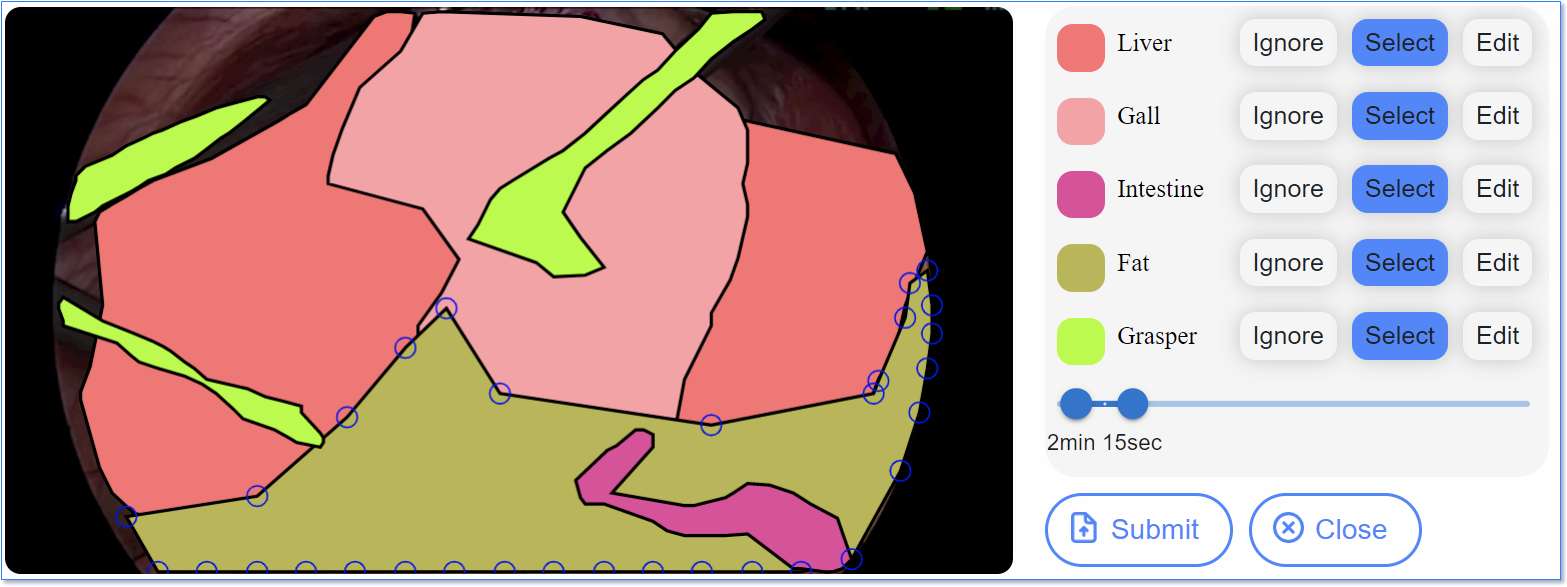 Liver Ignore Select Edit
Gall Ignore Select Edit
Intestine Ignore Select Edit
Fat Ignore Select Edit
Grasper Ignore Select Edit
2min 15sec
Submit Close